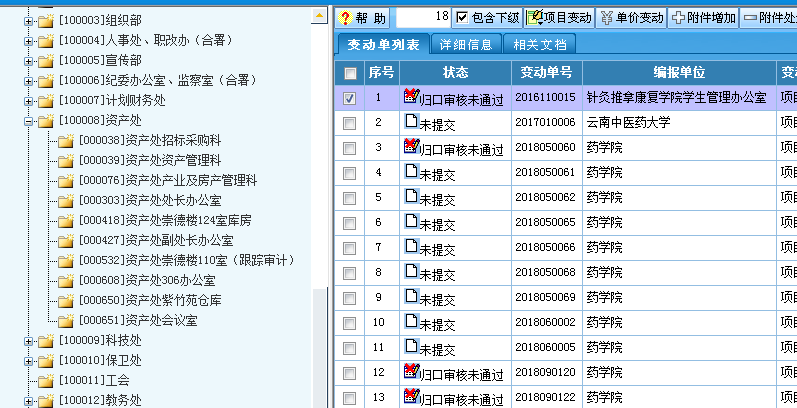 [100003]组织部
[100004]人事处、职改办（合署）
[100005]宣传部
[100006]纪委办公室、监察室（合署）
[100007]计划财务处
[100008]资产处
[000038]资产处招标采购科
[000039]资产处资产管理科
[000076]资产处产业及房产管理科
[000303]资产处处长办公室
[000418]资产处崇德楼124室库房
[000427]资产处副处长办公室
[000532]资产处崇德楼110室（跟踪审计）
[000608]资产处306办公室
[000650]资产处紫竹苑仓库
[000651]资产处会议室
[100009]科技处
[100010]保卫处
[100011]工会
[100012]教务处
帮 助 18 包含下级 项目变动 单价变动 附件增加 附件处
变动单列表 详细信息 相关文档
序号 状态 变动单号 编报单位 变动
1 归口审核未通过 2016110015 针灸推拿康复学院学生管理办公室 项目
2 未提交 2017010006 云南中医药大学 项目
3 归口审核未通过 2018050060 药学院 项目
4 未提交 2018050061 药学院 项目
5 未提交 2018050062 药学院 项目
6 未提交 2018050065 药学院 项目
7 未提交 2018050066 药学院 项目
8 未提交 2018050068 药学院 项目
9 未提交 2018050069 药学院 项目
10 未提交 2018060002 药学院 项目
11 未提交 2018060005 药学院 项目
12 归口审核未通过 2018090120 药学院 项目
13 归口审核未通过 2018090122 药学院 项目